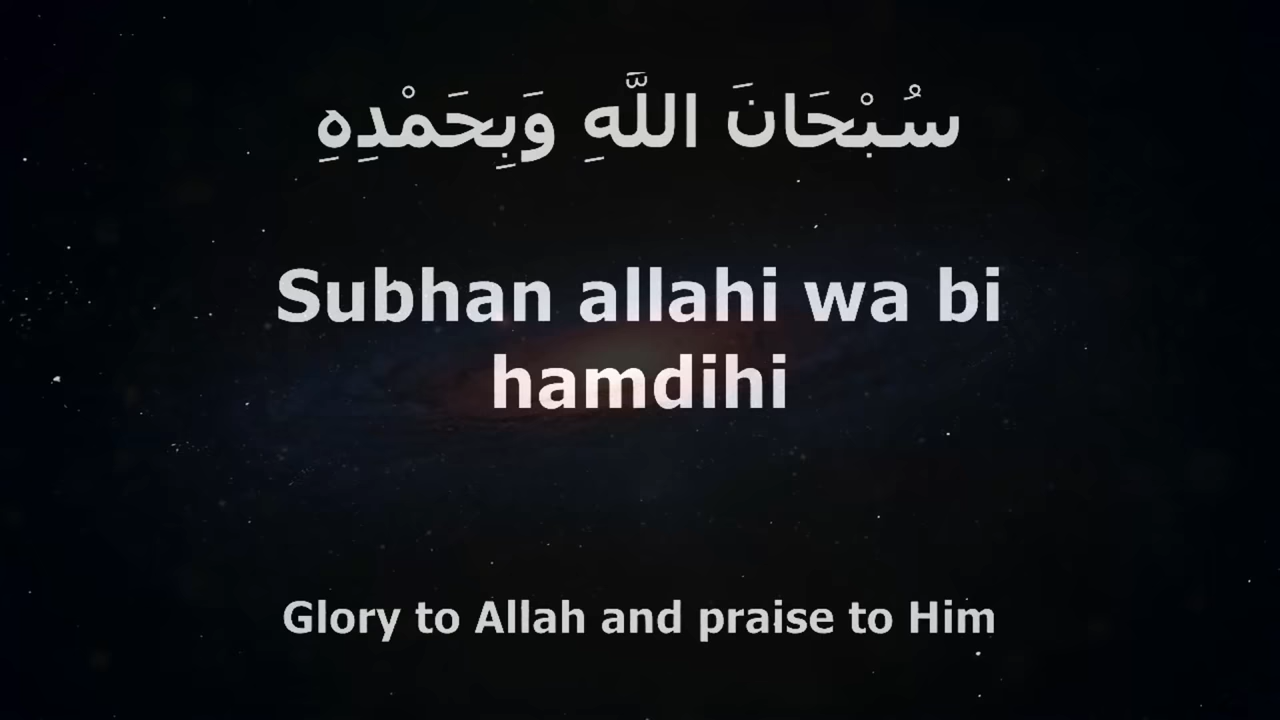 سُبْحَانَ اللَّهِ وَبِحَمْدِهِ
Subhan allahi wa bi
hamdihi
Glory to Allah and praise to Him